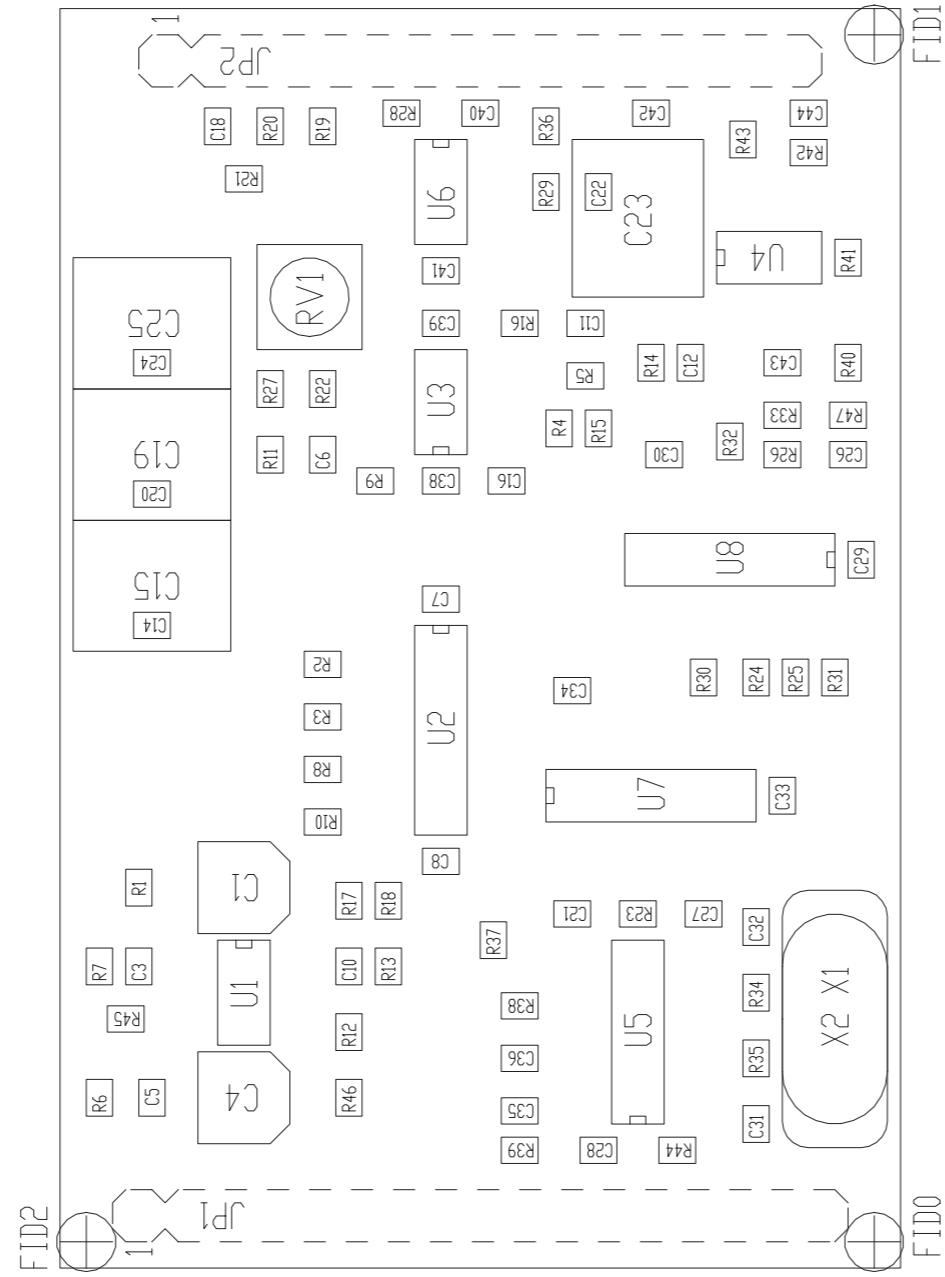 1
FID1
JP2
C18
R20
R19
R28
C40
R36
C42
C44
R43
R42
R21
R29
C22
U6
C23
U4
R41
C41
RV1
C25
C39
R16
C11
C24
R14
C12
C43
R40
R5
R27
R22
U3
R33
R47
R4
R15
R32
C19
R11
C6
C30
R26
C26
C20
R9
C38
C16
U8
C29
C15
C7
C14
R2
R30
R24
R25
R31
C34
R3
U2
R8
U7
C33
R10
C8
C1
R1
R17
R18
C21
R23
C27
C32
R37
R7
C3
C10
R13
U1
R34
X2 X1
R45
R38
R12
U5
C36
R35
R6
C5
C4
R46
C35
C31
R39
C28
R44
JP1
FID2
1
FID0